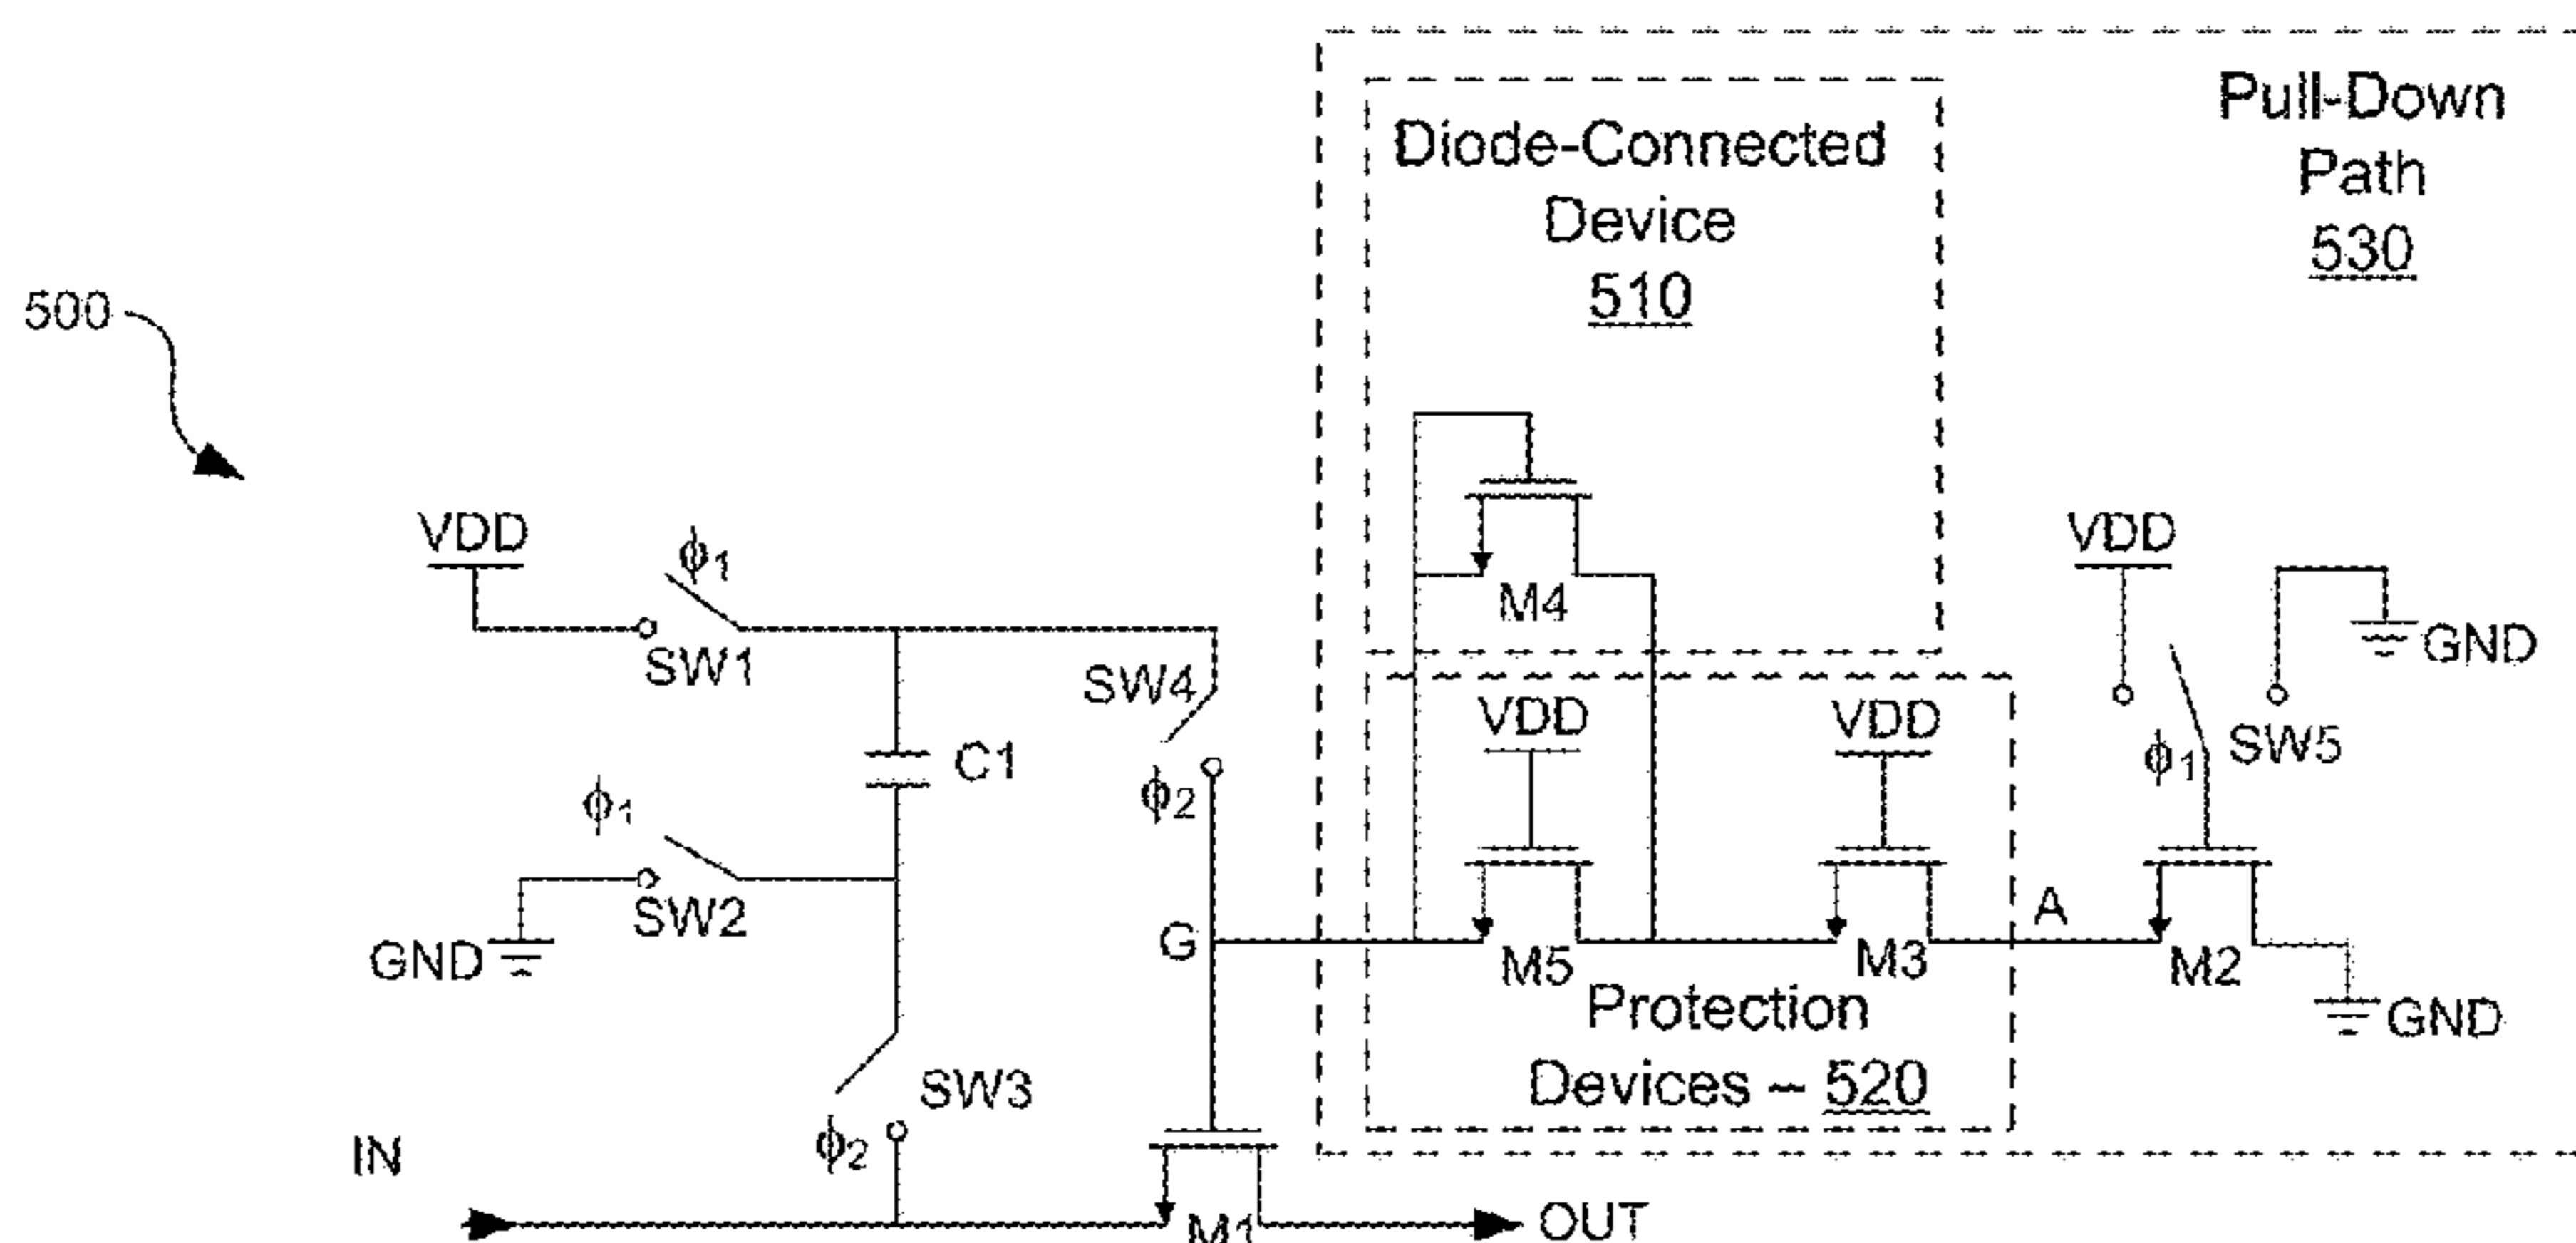 Pull-Down
Path
530
Diode-Connected
Device
510
500
VDD
ϕ1
SW1
M4
VDD
GND
SW4
VDD
VDD
SW5
ϕ1
C1
ϕ1
ϕ2
SW2
GND
G
M5
M3
A
M2
GND
Protection
Devices – 520
SW3
ϕ2
IN
M1
OUT